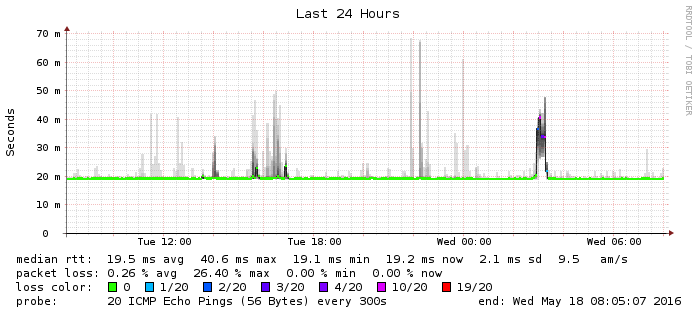 Last 24 Hours
RRDTOOL / TOBI OETIKER
Seconds
70 m
60 m
50 m
40 m
30 m
20 m
10 m
0
Tue 12:00 Tue 18:00 Wed 00:00 Wed 06:00
median rtt: 19.5 ms avg 40.6 ms max 19.1 ms min 19.2 ms now 2.1 ms sd 9.5 am/s
packet loss: 0.26 % avg 26.40 % max 0.00 % min 0.00 % now
loss color: 0 1/20 2/20 3/20 4/20 10/20 19/20
probe: 20 ICMP Echo Pings (56 Bytes) every 300s end: Wed May 18 08:05:07 2016